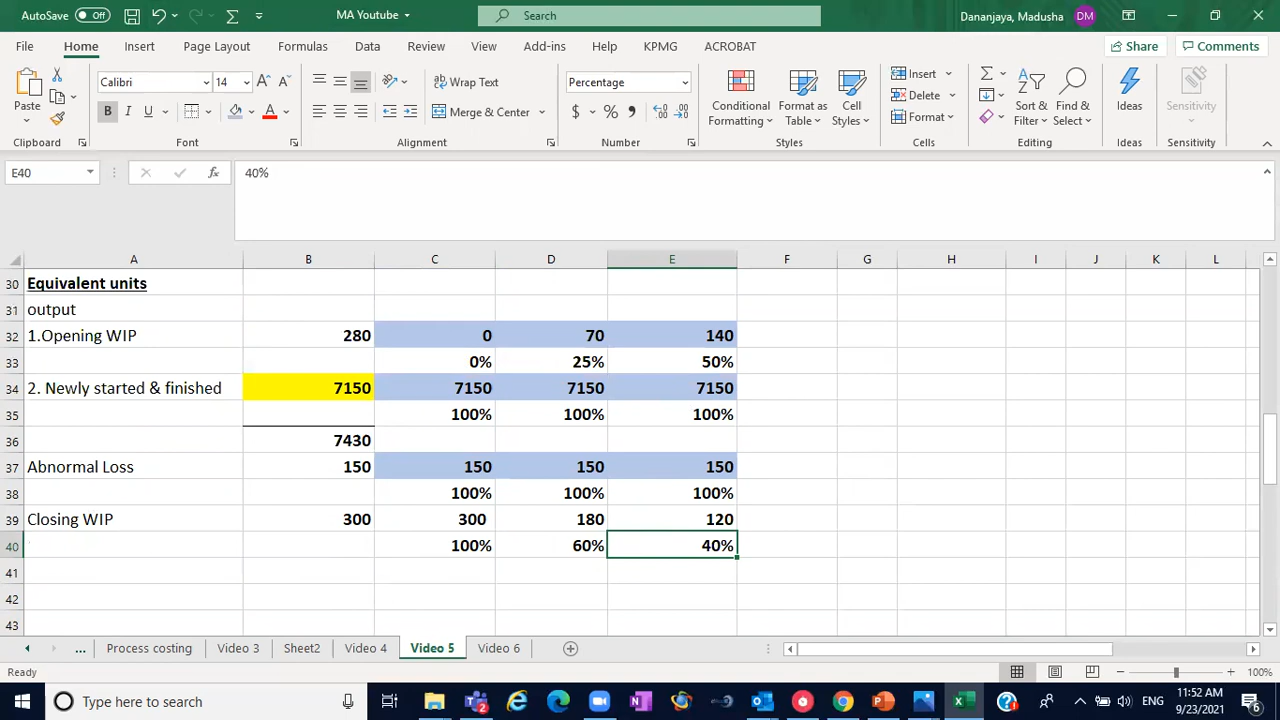 AutoSave Off MA Youtube Search Dananjaya, Madusha DM
File Home Insert Page Layout Formulas Data Review View Add-ins Help KPMG ACROBAT Share Comments
Paste Calibri 14 Wrap Text Percentage Conditional Format as Cell Insert Sort & Find & Ideas Sensitivity
B I U A Merge & Center $ % Formatting Table Styles Delete Filter Select
Format
Clipboard Font Alignment Number Styles Cells Editing Ideas Sensitivity
E40 fx 40%
A B C D E F G H I J K L
30 Equivalent units
31 output
32 1.Opening WIP 280 0 70 140
33 0% 25% 50%
34 2. Newly started & finished 7150 7150 7150 7150
35 100% 100% 100%
36 7430
37 Abnormal Loss 150 150 150 150
38 100% 100% 100%
39 Closing WIP 300 300 180 120
40 100% 60% 40%
41
42
43
... Process costing Video 3 Sheet2 Video 4 Video 5 Video 6
Ready 100%
Type here to search ENG 11:52 AM 9/23/2021 6